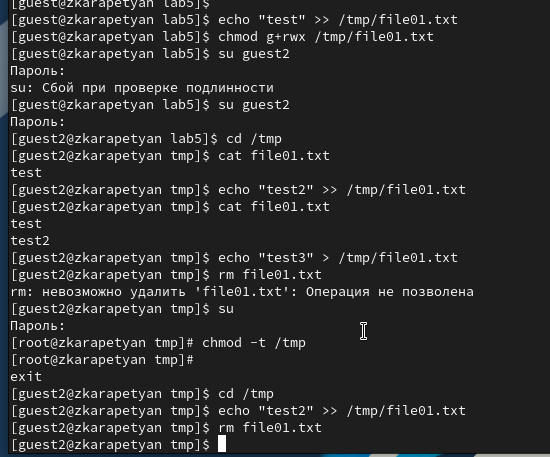 [guest@zkarapetyan lab5]$
[guest@zkarapetyan lab5]$ echo "test" >> /tmp/file01.txt
[guest@zkarapetyan lab5]$ chmod g+rwx /tmp/file01.txt
[guest@zkarapetyan lab5]$ su guest2
Пароль:
su: Сбой при проверке подлинности
[guest@zkarapetyan lab5]$ su guest2
Пароль:
[guest2@zkarapetyan lab5]$ cd /tmp
[guest2@zkarapetyan tmp]$ cat file01.txt
test
[guest2@zkarapetyan tmp]$ echo "test2" >> /tmp/file01.txt
[guest2@zkarapetyan tmp]$ cat file01.txt
test
test2
[guest2@zkarapetyan tmp]$ echo "test3" > /tmp/file01.txt
[guest2@zkarapetyan tmp]$ rm file01.txt
rm: невозможно удалить 'file01.txt': Операция не позволена
[guest2@zkarapetyan tmp]$ su
Пароль:
[root@zkarapetyan tmp]# chmod -t /tmp
[root@zkarapetyan tmp]#
exit
[guest2@zkarapetyan tmp]$ cd /tmp
[guest2@zkarapetyan tmp]$ echo "test2" >> /tmp/file01.txt
[guest2@zkarapetyan tmp]$ rm file01.txt
[guest2@zkarapetyan tmp]$